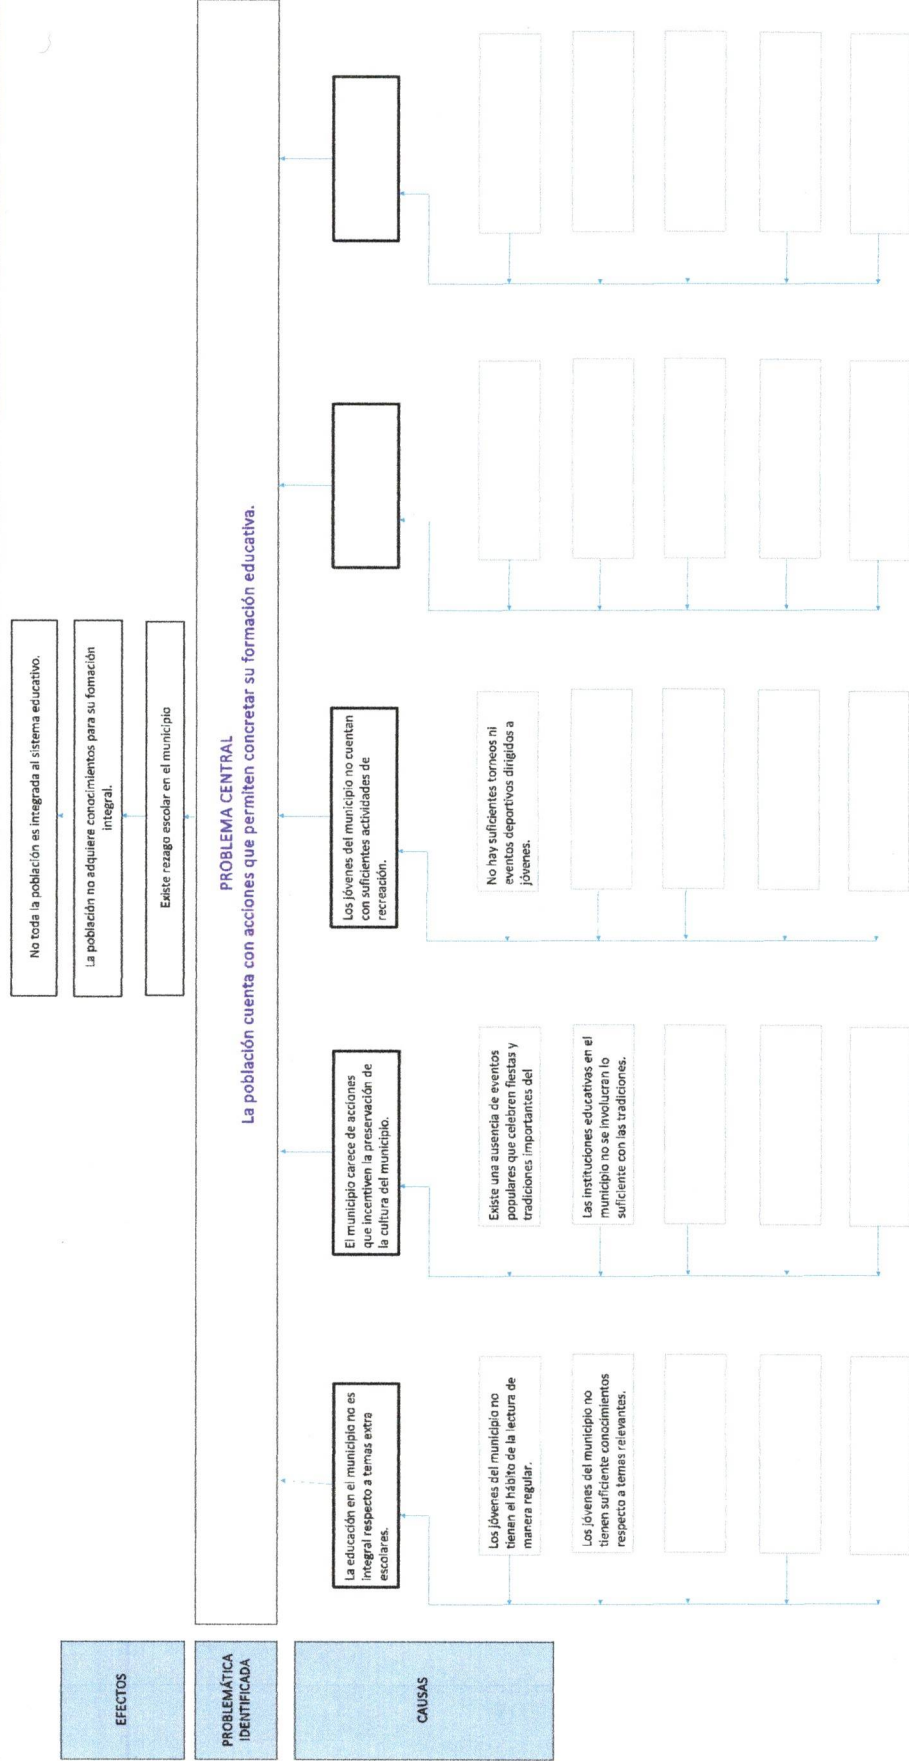 EFECTOS
No toda la población es integrada al sistema educativo.
La población no adquiere conocimientos para su fomación
integral.
Existe rezago escolar en el municipio
PROBLEMÁTICA
IDENTIFICADA
PROBLEMA CENTRAL
La población cuenta con acciones que permiten concretar su formación educativa.
CAUSAS
La educación en el municipio no es
integral respecto a temas extra
escolares.
El municipio carece de acciones
que incentiven la preservación de
la cultura del municipio.
Los jóvenes del municipio no cuentan
con suficientes actividades de
recreación.
Los jóvenes del municipio no
tienen el hábito de la lectura de
manera regular.
Existe una ausencia de eventos
populares que celebren fiestas y
tradiciones importantes del
No hay suficientes torneos ni
eventos deportivos dirigidos a
jóvenes.
Los jóvenes del municipio no
tienen suficiente conocimientos
respecto a temas relevantes.
Las instituciones educativas en el
municipio no se involucran lo
suficiente con las tradiciones.